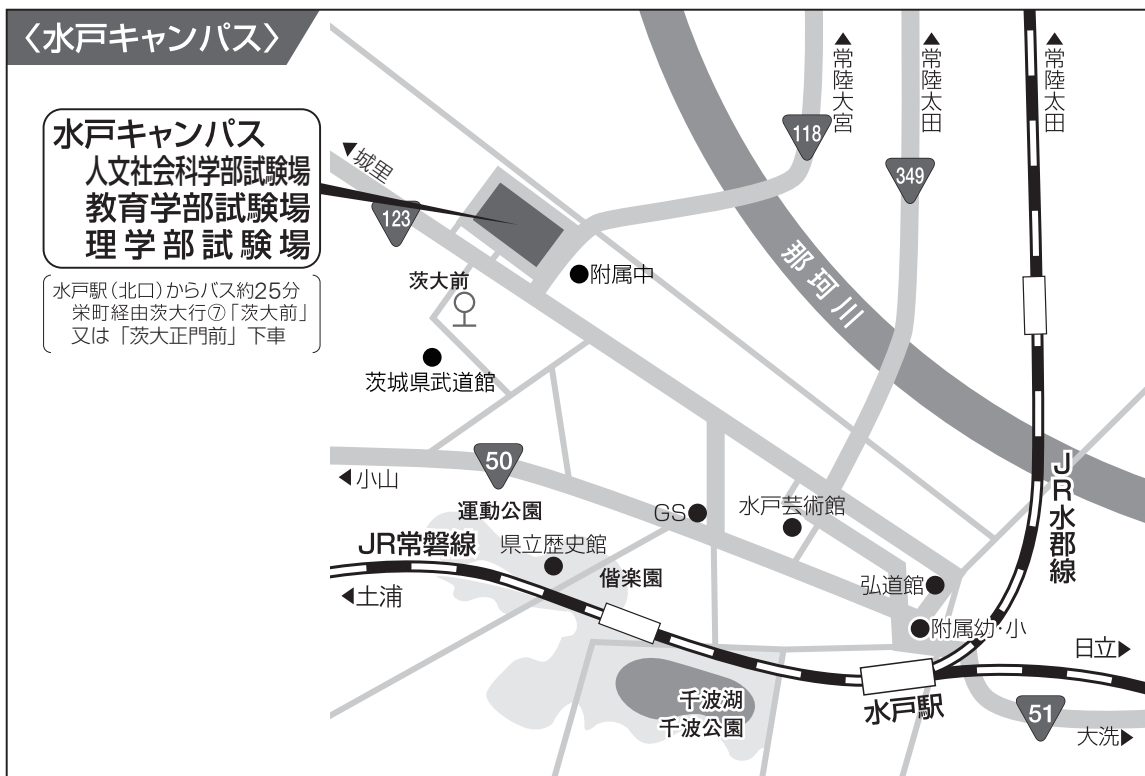 〈水戸キャンパス〉
水戸キャンパス
人文社会科学部試験場
教育学部試験場
理学部試験場
水戸駅（北口）からバス約25分
栄町経由茨大行⑦「茨大前」
又は「茨大正門前」下車
▲常陸大宮
▲常陸太田
▲常陸太田
▼城里
118
349
123
那珂川
附属中
茨大前
茨城県武道館
50
◀小山
運動公園
GS
水戸芸術館
JR水郡線
JR常磐線
県立歴史館
偕楽園
弘道館
◀土浦
附属幼・小
日立▶
千波湖
千波公園
水戸駅
51
大洗▶